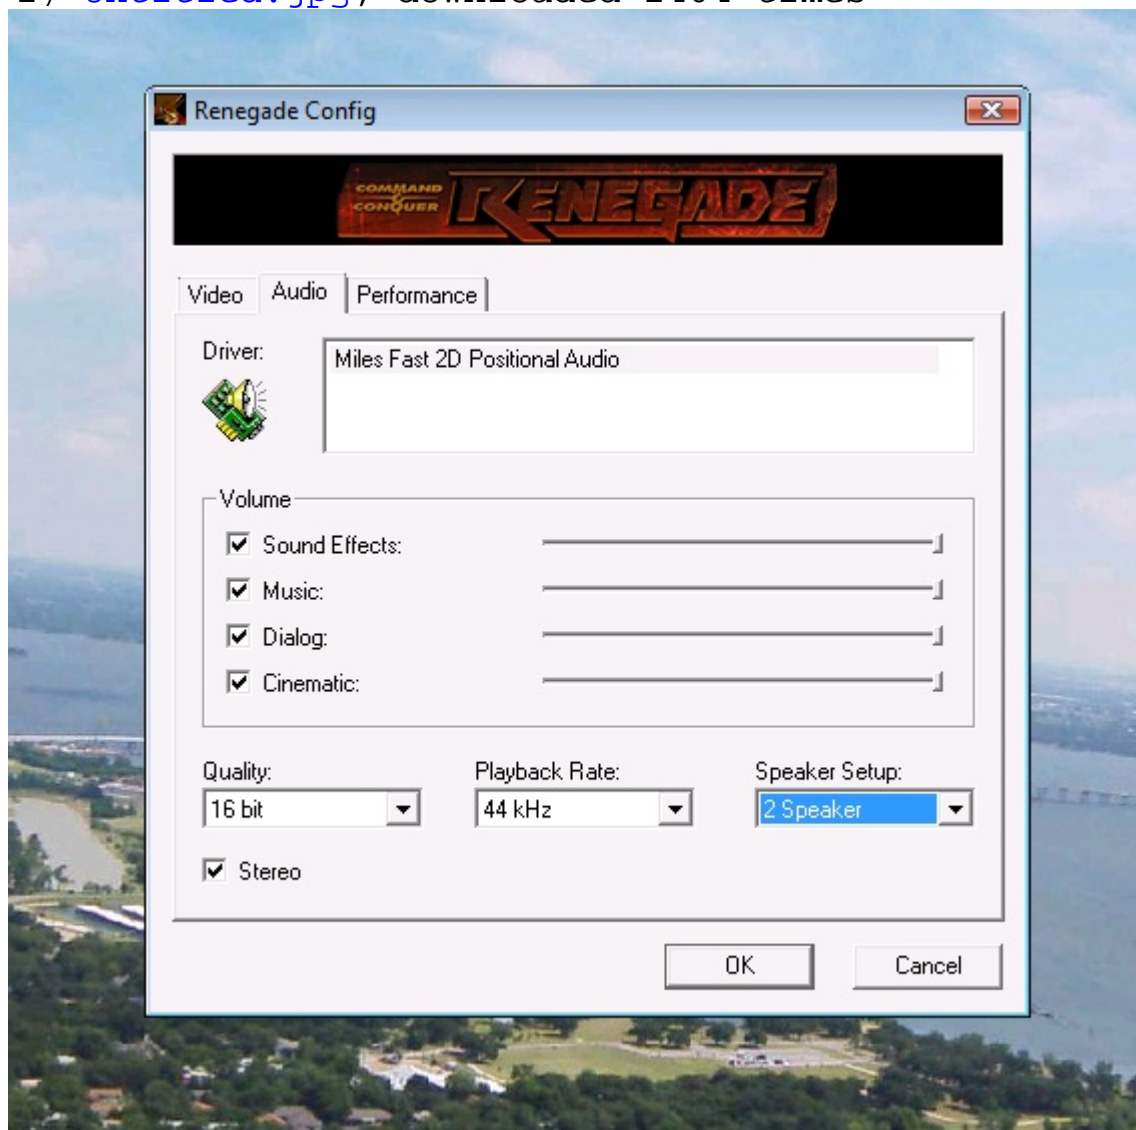 Renegade Config
COMMAND & CONQUER RENEGADE
Video Audio Performance
Driver:
Miles Fast 2D Positional Audio
Volume
Sound Effects:
Music:
Dialog:
Cinematic:
Quality: Playback Rate: Speaker Setup:
16 bit 44 kHz 2 Speaker
Stereo
OK Cancel